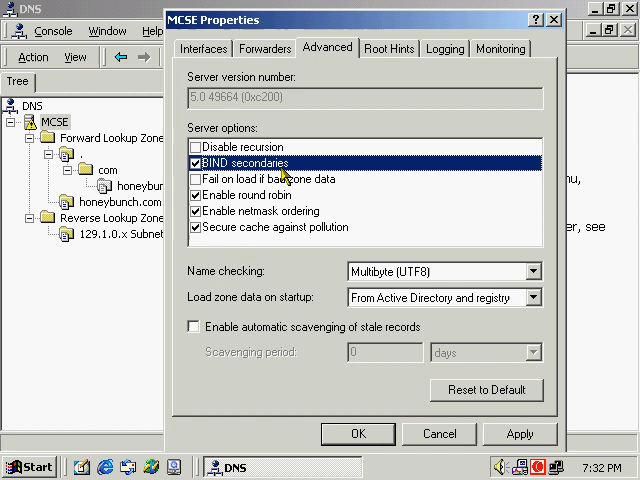 DNS
Console Window Help
Action View
Tree
DNS
MCSE
Forward Lookup Zone
.
com
honeybun
honeybunch.com
Reverse Lookup Zone
129.1.0.x Subnet
MCSE Properties
Interfaces Forwarders Advanced Root Hints Logging Monitoring
Server version number:
5.0 49664 (0xc200)
Server options:
Disable recursion
BIND secondaries
Fail on load if bad zone data
Enable round robin
Enable netmask ordering
Secure cache against pollution
Name checking: Multibyte (UTF8)
Load zone data on startup: From Active Directory and registry
Enable automatic scavenging of stale records
Scavenging period: 0 days
Reset to Default
OK Cancel Apply
nu,
er, see
Start DNS 7:32 PM